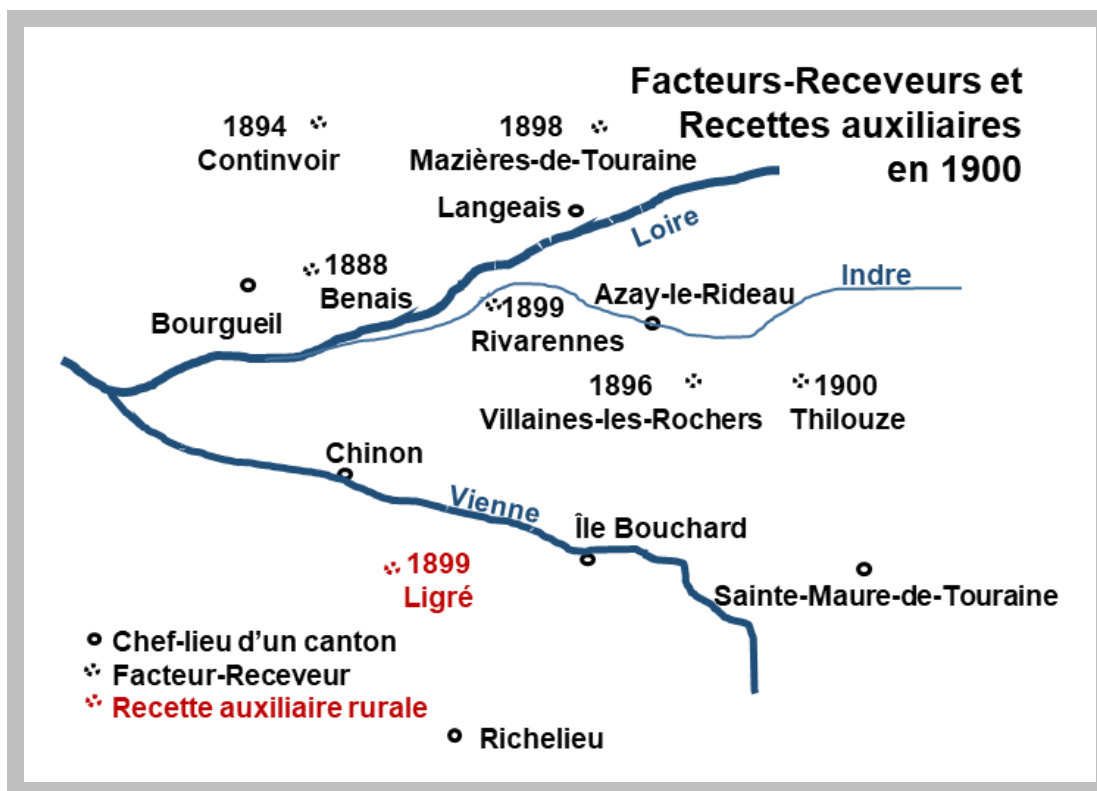 Facteurs-Receveurs et
Recettes auxiliaires
en 1900
1894
Continvoir
1898
Mazières-de-Touraine
Langeais
Loire
1888
Benais
Bourgueil
Indre
Azay-le-Rideau
1899
Rivarennes
1896
Villaines-les-Rochers
1900
Thilouze
Chinon
Vienne
Île Bouchard
1899
Ligré
Sainte-Maure-de-Touraine
Chef-lieu d'un canton
Facteur-Receveur
Recette auxiliaire rurale
Richelieu